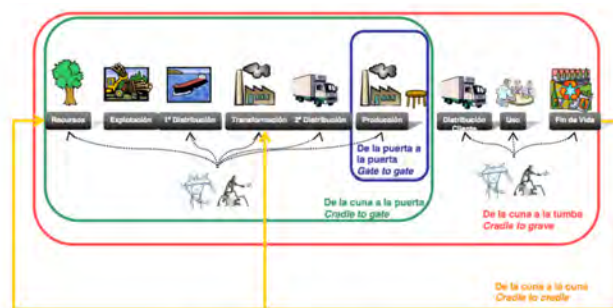 Recursos
Explotación
1ª Distribución
Transformación
2ª Distribución
Producción
Distribución
Cliente
Uso
Fin de Vida
De la puerta a
la puerta
Gate to gate
De la cuna a la puerta
Cradle to gate
De la cuna a la tumba
Cradle to grave
De la cuna a la cuna
Cradle to cradle